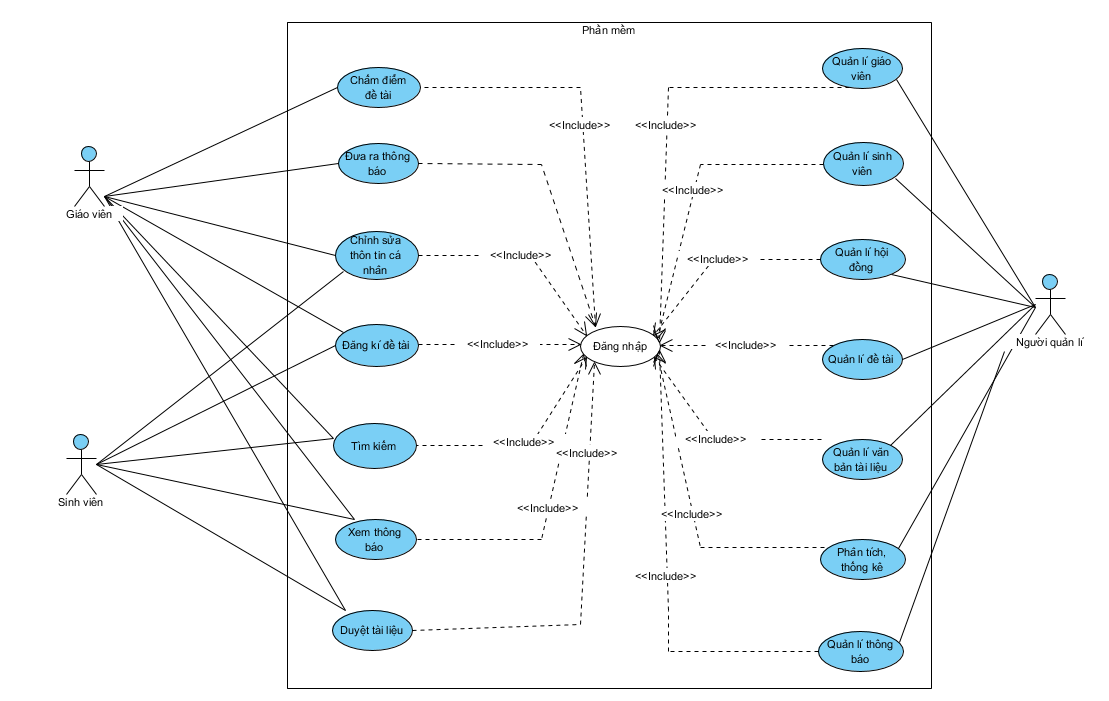 Phần mềm
Chấm điểm
đề tài
Đưa ra thông
báo
Chỉnh sửa
thôn tin cá
nhân
Đăng kí đề tài
Tìm kiếm
Xem thông
báo
Duyệt tài liệu
Giáo viên
Sinh viên
<<Include>>
<<Include>>
<<Include>>
<<Include>>
<<Include>>
<<Include>>
<<Include>>
Đăng nhập
<<Include>>
<<Include>>
<<Include>>
<<Include>>
<<Include>>
<<Include>>
Quản lí giáo
viên
Quản lí sinh
viên
Quản lí hội
đồng
Quản lí đề tài
Quản lí văn
bản tài liệu
Phân tích,
thống kê
Quản lí thông
báo
Người quản lí